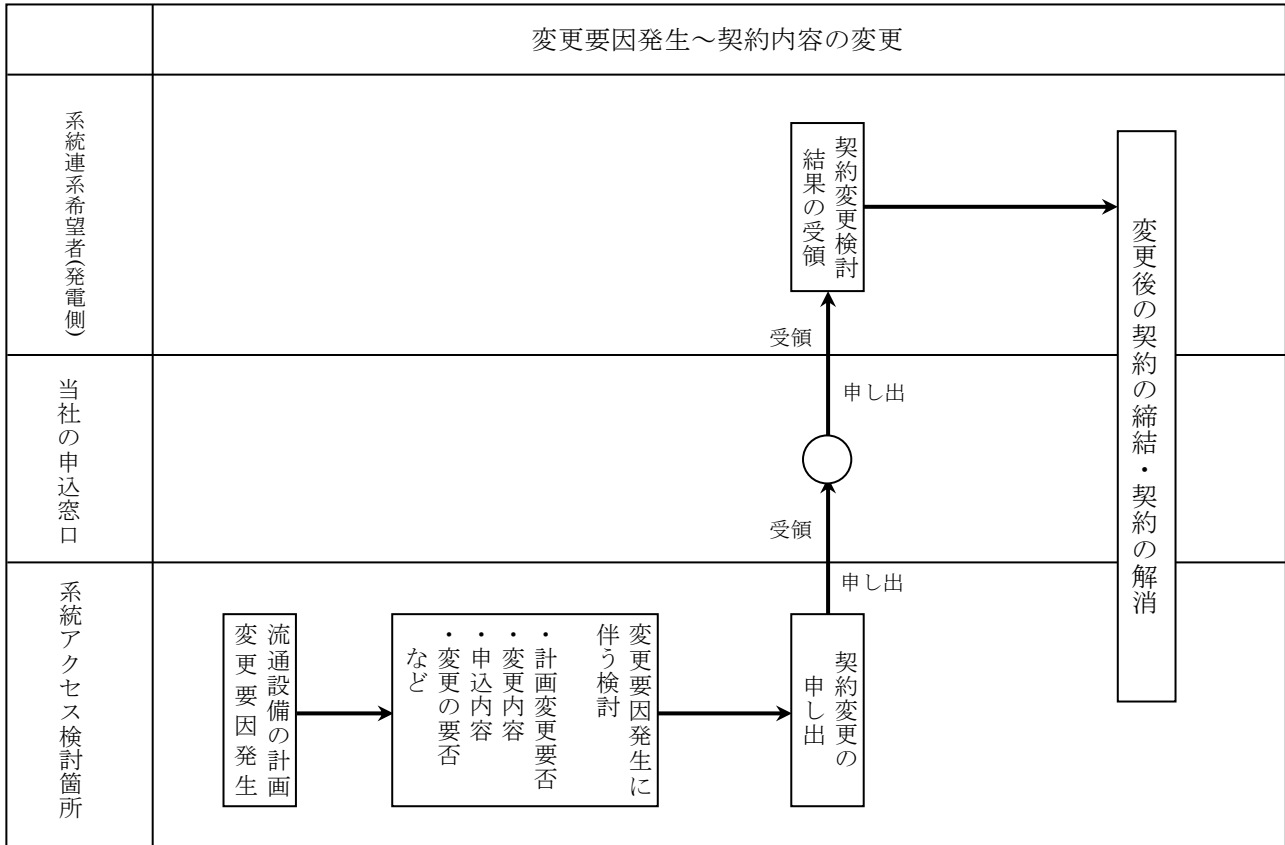 変更要因発生～契約内容の変更
系統連系希望者(発電側)
契約変更検討
結果の受領
変更後の契約の締結・契約の解消
受領
当社の申込窓口
申し出
受領
系統アクセス検討箇所
申し出
流通設備の計画
変更要因発生
変更要因発生に
伴う検討
・計画変更要否
・変更内容
・申込内容
・変更の要否
など
契約変更の
申し出